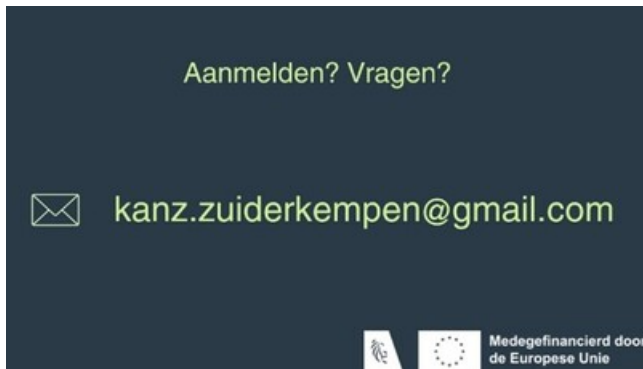 Aanmelden? Vragen?
kanz.zuiderkempen@gmail.com
Medegefinancierd door
de Europese Unie